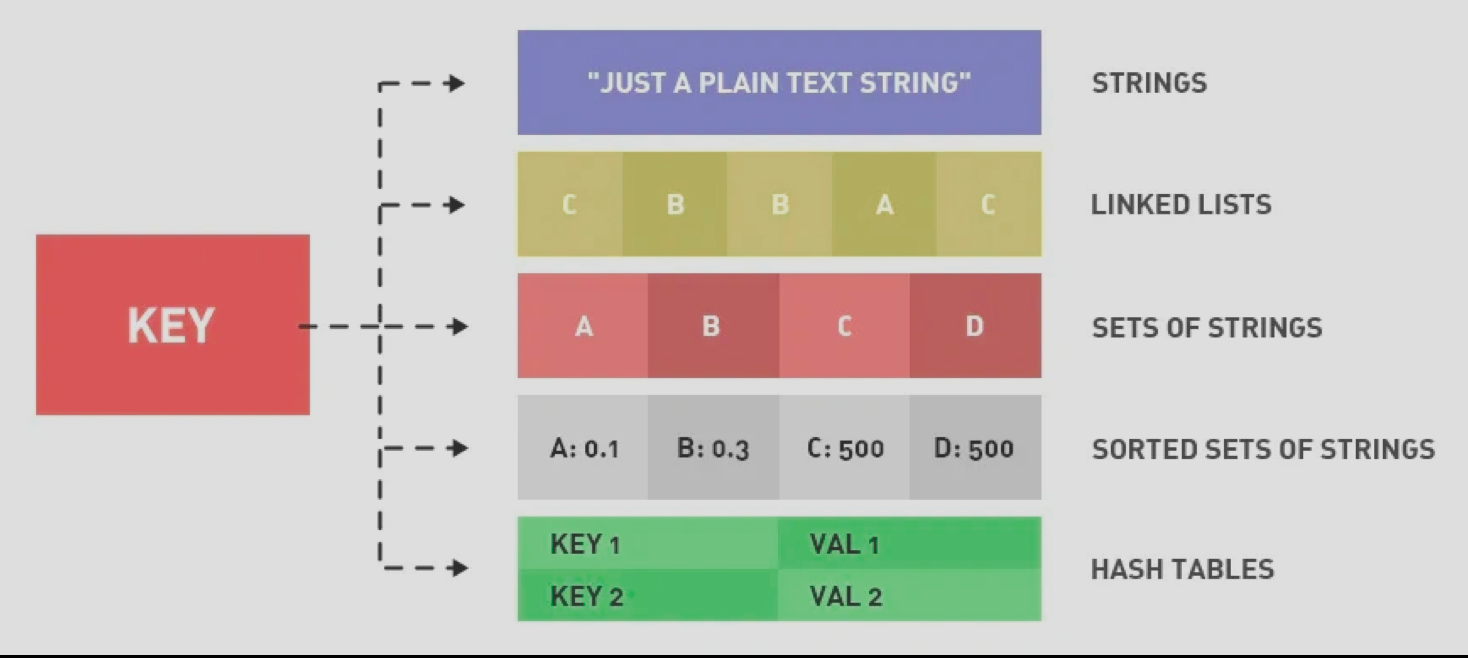 "JUST A PLAIN TEXT STRING" STRINGS
C B B A C LINKED LISTS
KEY
A B C D SETS OF STRINGS
A: 0.1 B: 0.3 C: 500 D: 500 SORTED SETS OF STRINGS
KEY 1 VAL 1
KEY 2 VAL 2
HASH TABLES